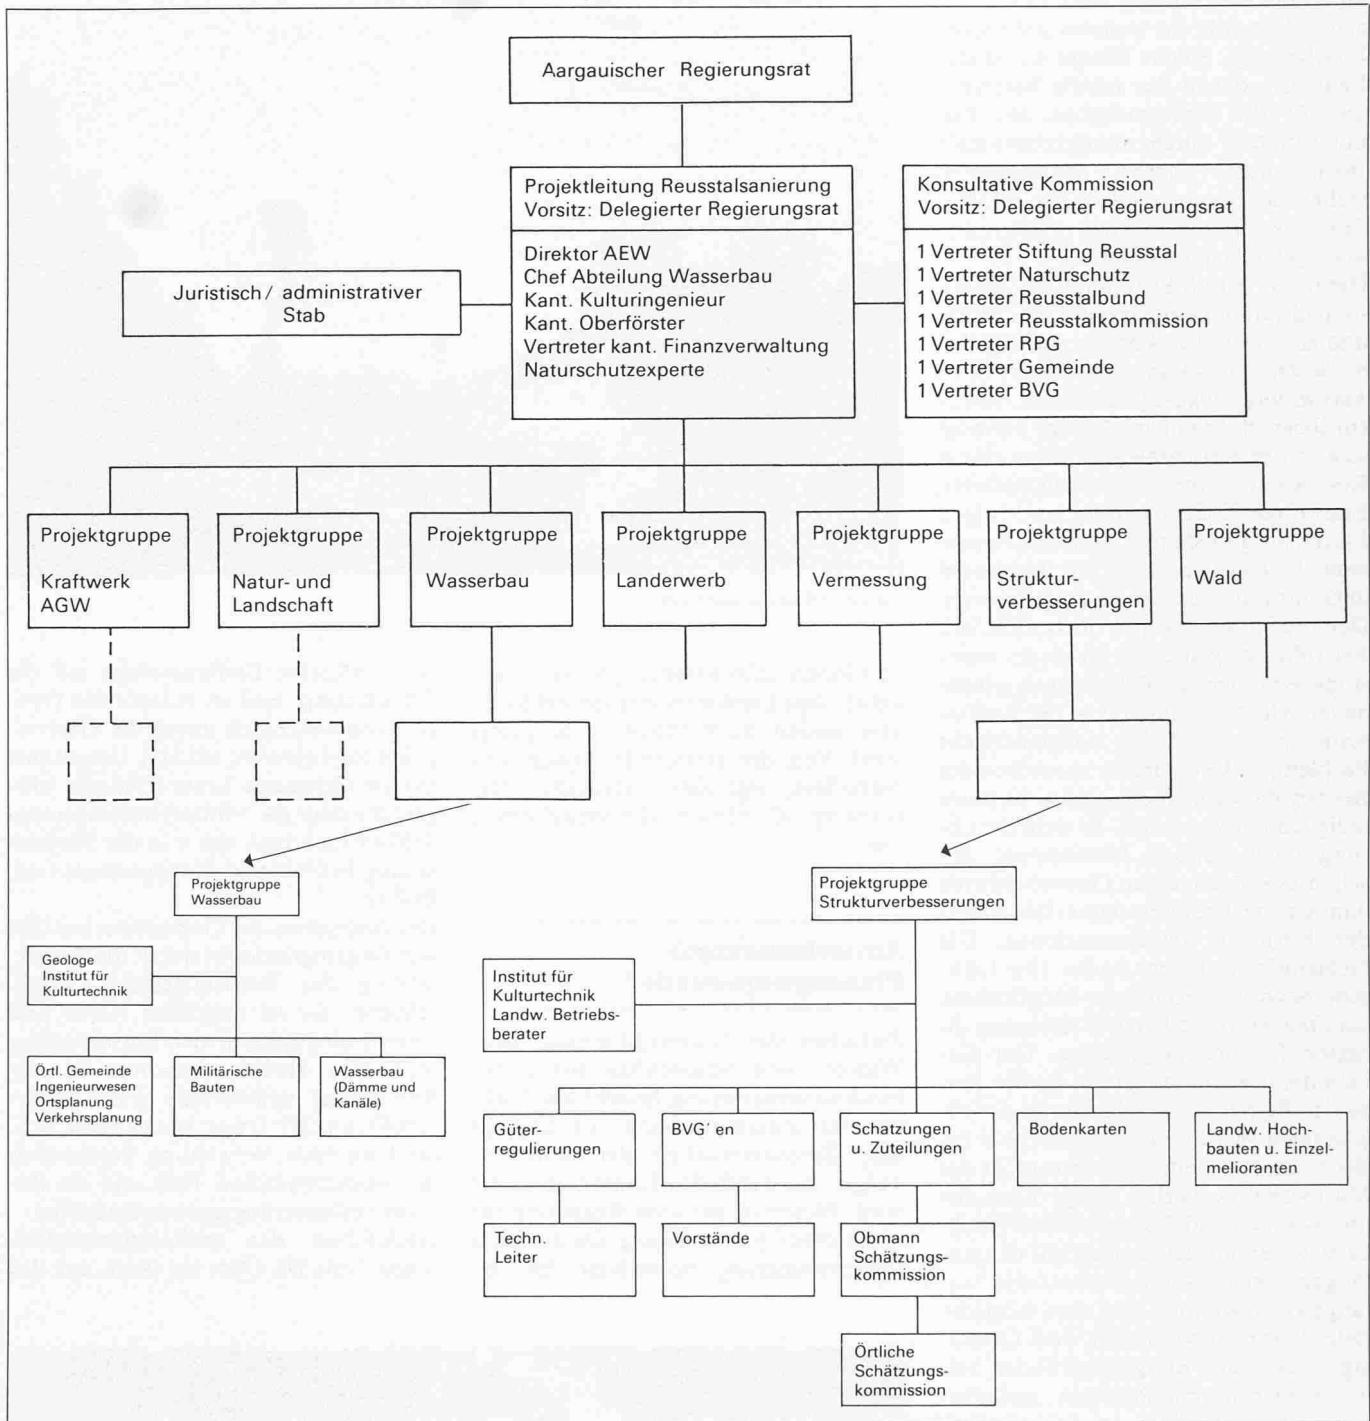 Aargauischer Regierungsrat
Projektleitung Reusstalsanierung
Vorsitz: Delegierter Regierungsrat
Direktor AEW
Chef Abteilung Wasserbau
Kant. Kulturingenieur
Kant. Oberförster
Vertreter kant. Finanzverwaltung
Naturschutzexperte
Konsultative Kommission
Vorsitz: Delegierter Regierungsrat
1 Vertreter Stiftung Reusstal
1 Vertreter Naturschutz
1 Vertreter Reusstalbund
1 Vertreter Reusstalkommission
1 Vertreter RPG
1 Vertreter Gemeinde
1 Vertreter BVG
Juristisch / administrativer
Stab
Projektgruppe
Kraftwerk
AGW
Projektgruppe
Natur- und
Landschaft
Projektgruppe
Wasserbau
Projektgruppe
Landerwerb
Projektgruppe
Vermessung
Projektgruppe
Struktur-
verbesserungen
Projektgruppe
Wald
Projektgruppe
Wasserbau
Geologe
Institut für
Kulturtechnik
Örtl. Gemeinde
Ingenieurwesen
Ortsplanung
Verkehrsplanung
Militärische
Bauten
Wasserbau
(Dämme und
Kanäle)
Projektgruppe
Strukturverbesserungen
Institut für
Kulturtechnik
Landw. Betriebs-
berater
Güter-
regulierungen
BVG' en
Schatzungen
u. Zuteilungen
Bodenkarten
Landw. Hoch-
bauten u. Einzel-
melioranten
Techn.
Leiter
Vorstände
Obmann
Schätzungs-
kommission
Örtliche
Schätzungs-
kommission